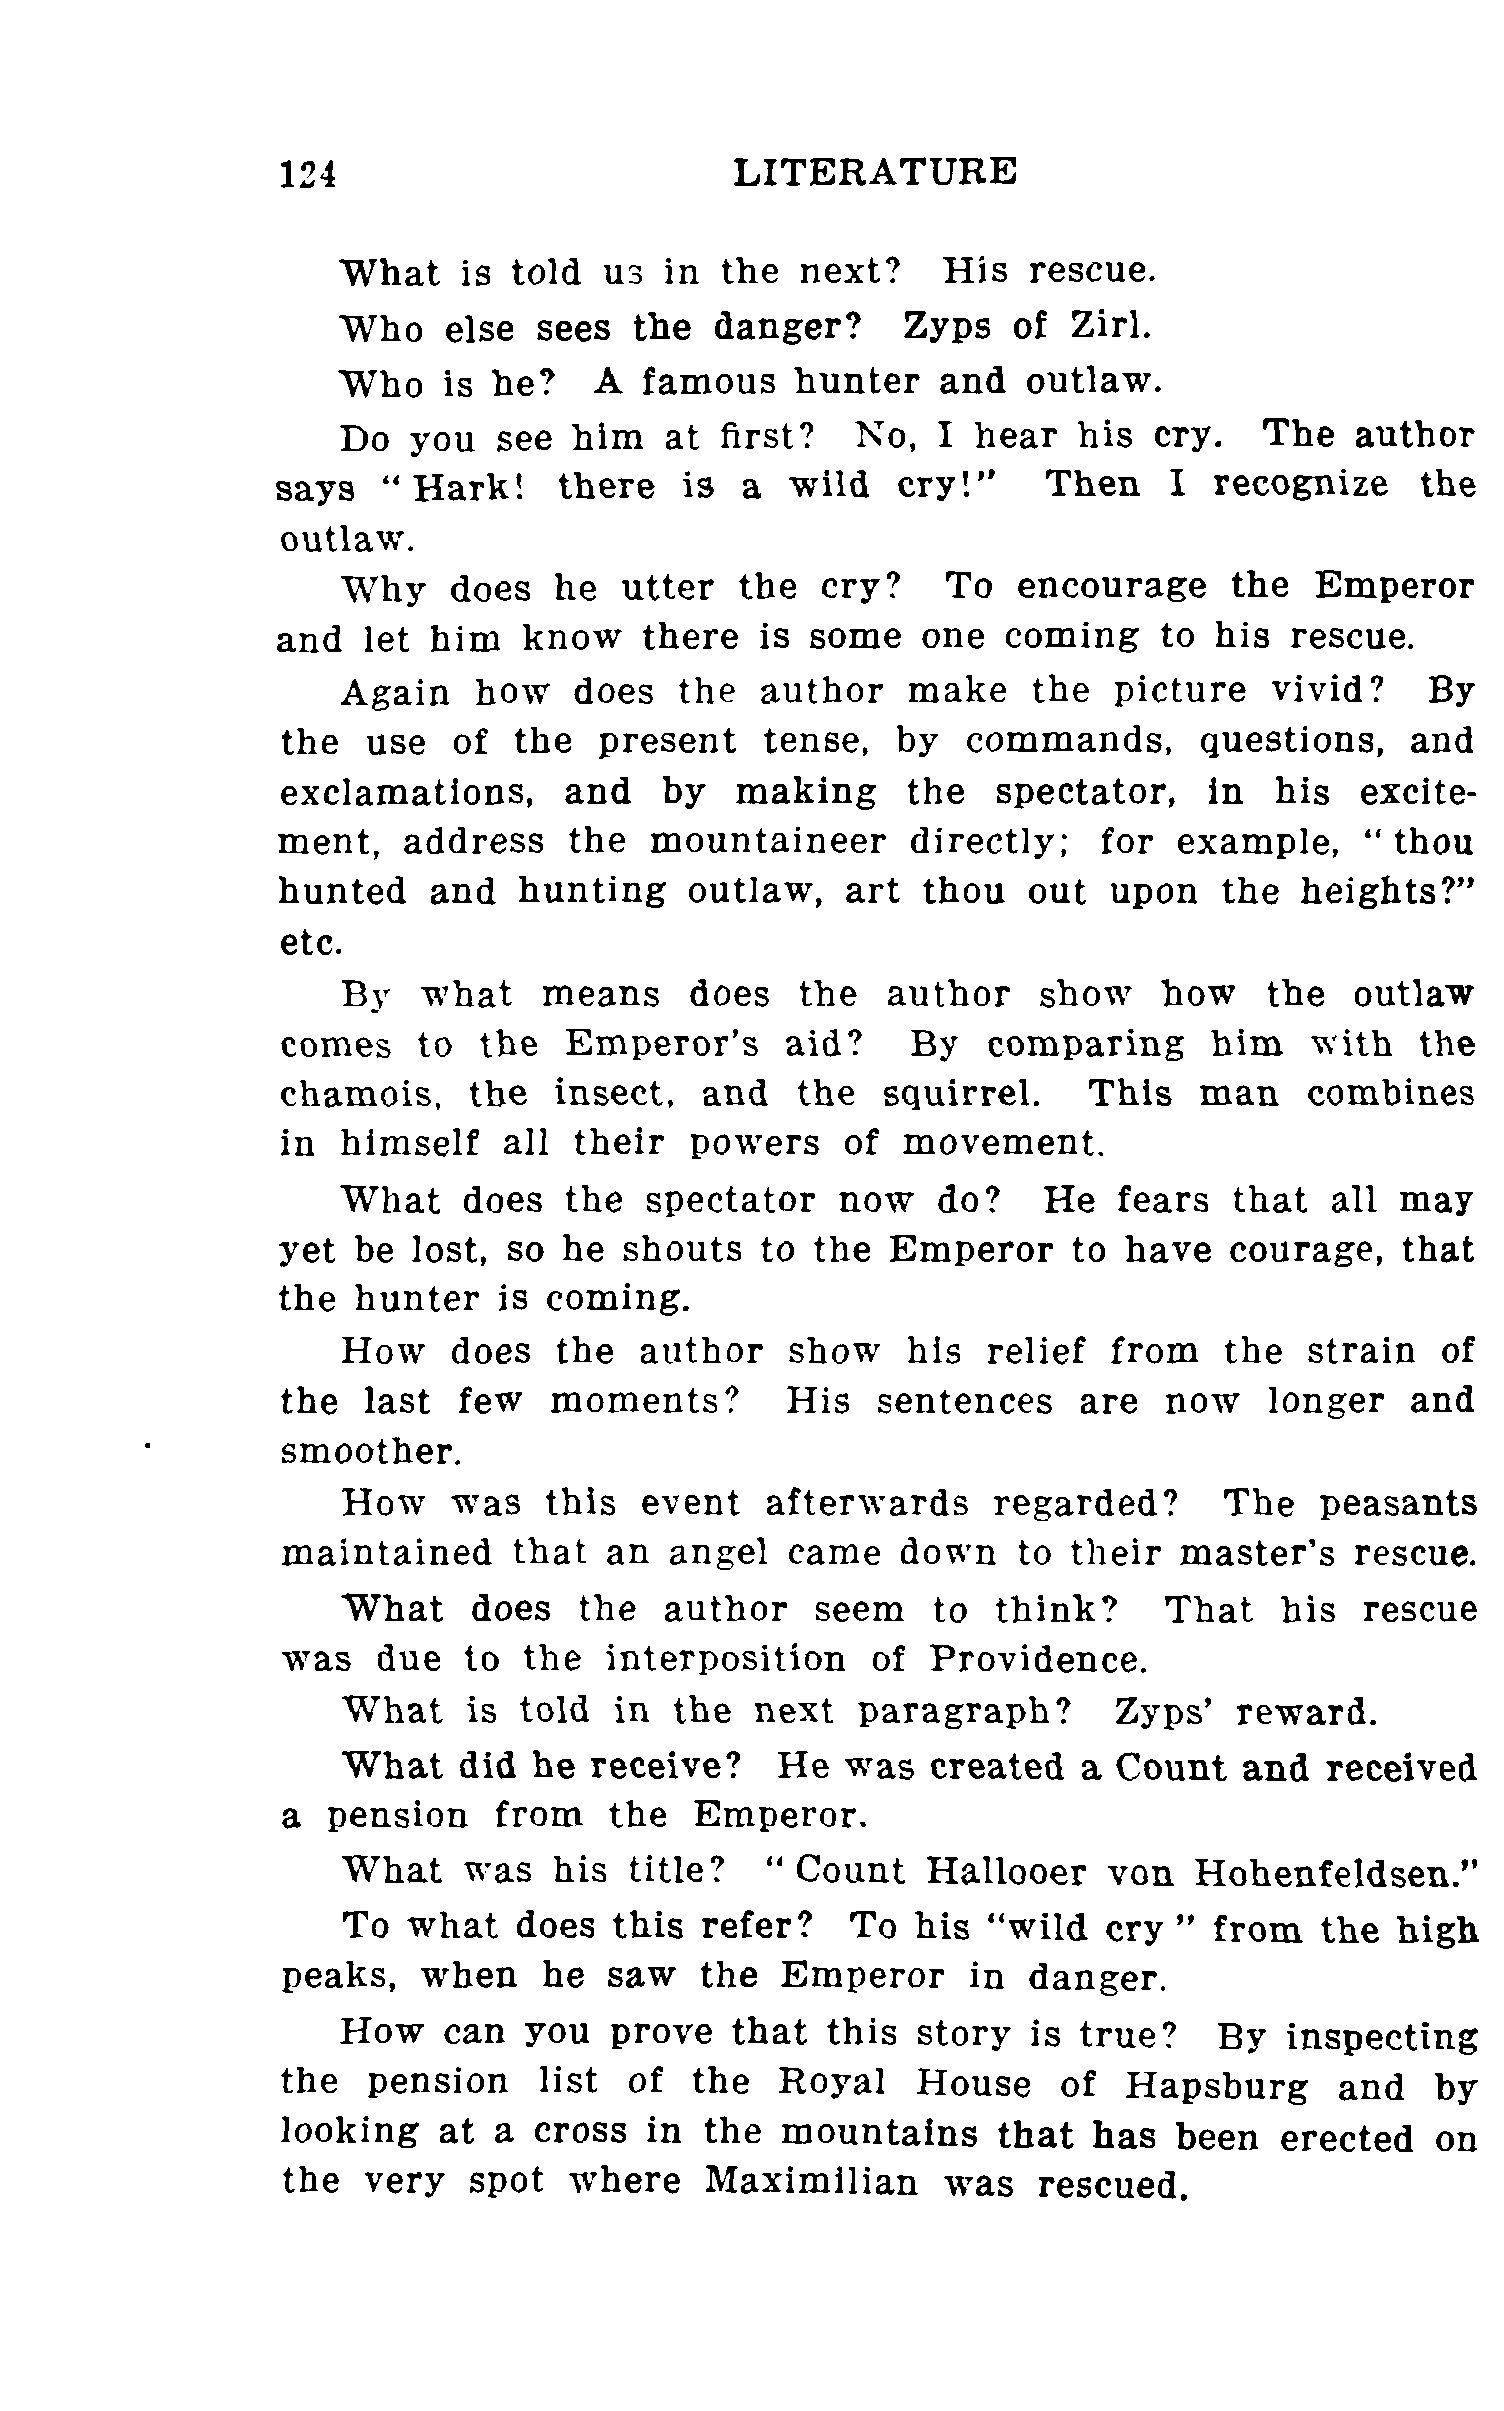 124 LITERATURE
What is told us in the next? His rescue.
Who else sees the danger? Zyps of Zirl.
Who is he? A famous hunter and outlaw.
Do you see him at first? No, I hear his cry. The author
says “ Hark! there is a wild cry!” Then I recognize the
outlaw.
Why does he utter the cry? To encourage the Emperor
and let him know there is some one coming to his rescue.
Again how does the author make the picture vivid? By
the use of the present tense, by commands, questions, and
exclamations, and by making the spectator, in his excite-
ment, address the mountaineer directly; for example, “ thou
hunted and hunting outlaw, art thou out upon the heights?”
etc.
By what means does the author show how the outlaw
comes to the Emperor's aid? By comparing him with the
chamois, the insect, and the squirrel. This man combines
in himself all their powers of movement.
What does the spectator now do? He fears that all may
yet be lost, so he shouts to the Emperor to have courage, that
the hunter is coming.
How does the author show his relief from the strain of
the last few moments? His sentences are now longer and
smoother.
How was this event afterwards regarded? The peasants
maintained that an angel came down to their master's rescue.
What does the author seem to think? That his rescue
was due to the interposition of Providence.
What is told in the next paragraph? Zyps' reward.
What did he receive? He was created a Count and received
a pension from the Emperor.
What was his title? “ Count Hallooer von Hohenfeldsen.”
To what does this refer? To his “wild cry ” from the high
peaks, when he saw the Emperor in danger.
How can you prove that this story is true? By inspecting
the pension list of the Royal House of Hapsburg and by
looking at a cross in the mountains that has been erected on
the very spot where Maximilian was rescued.